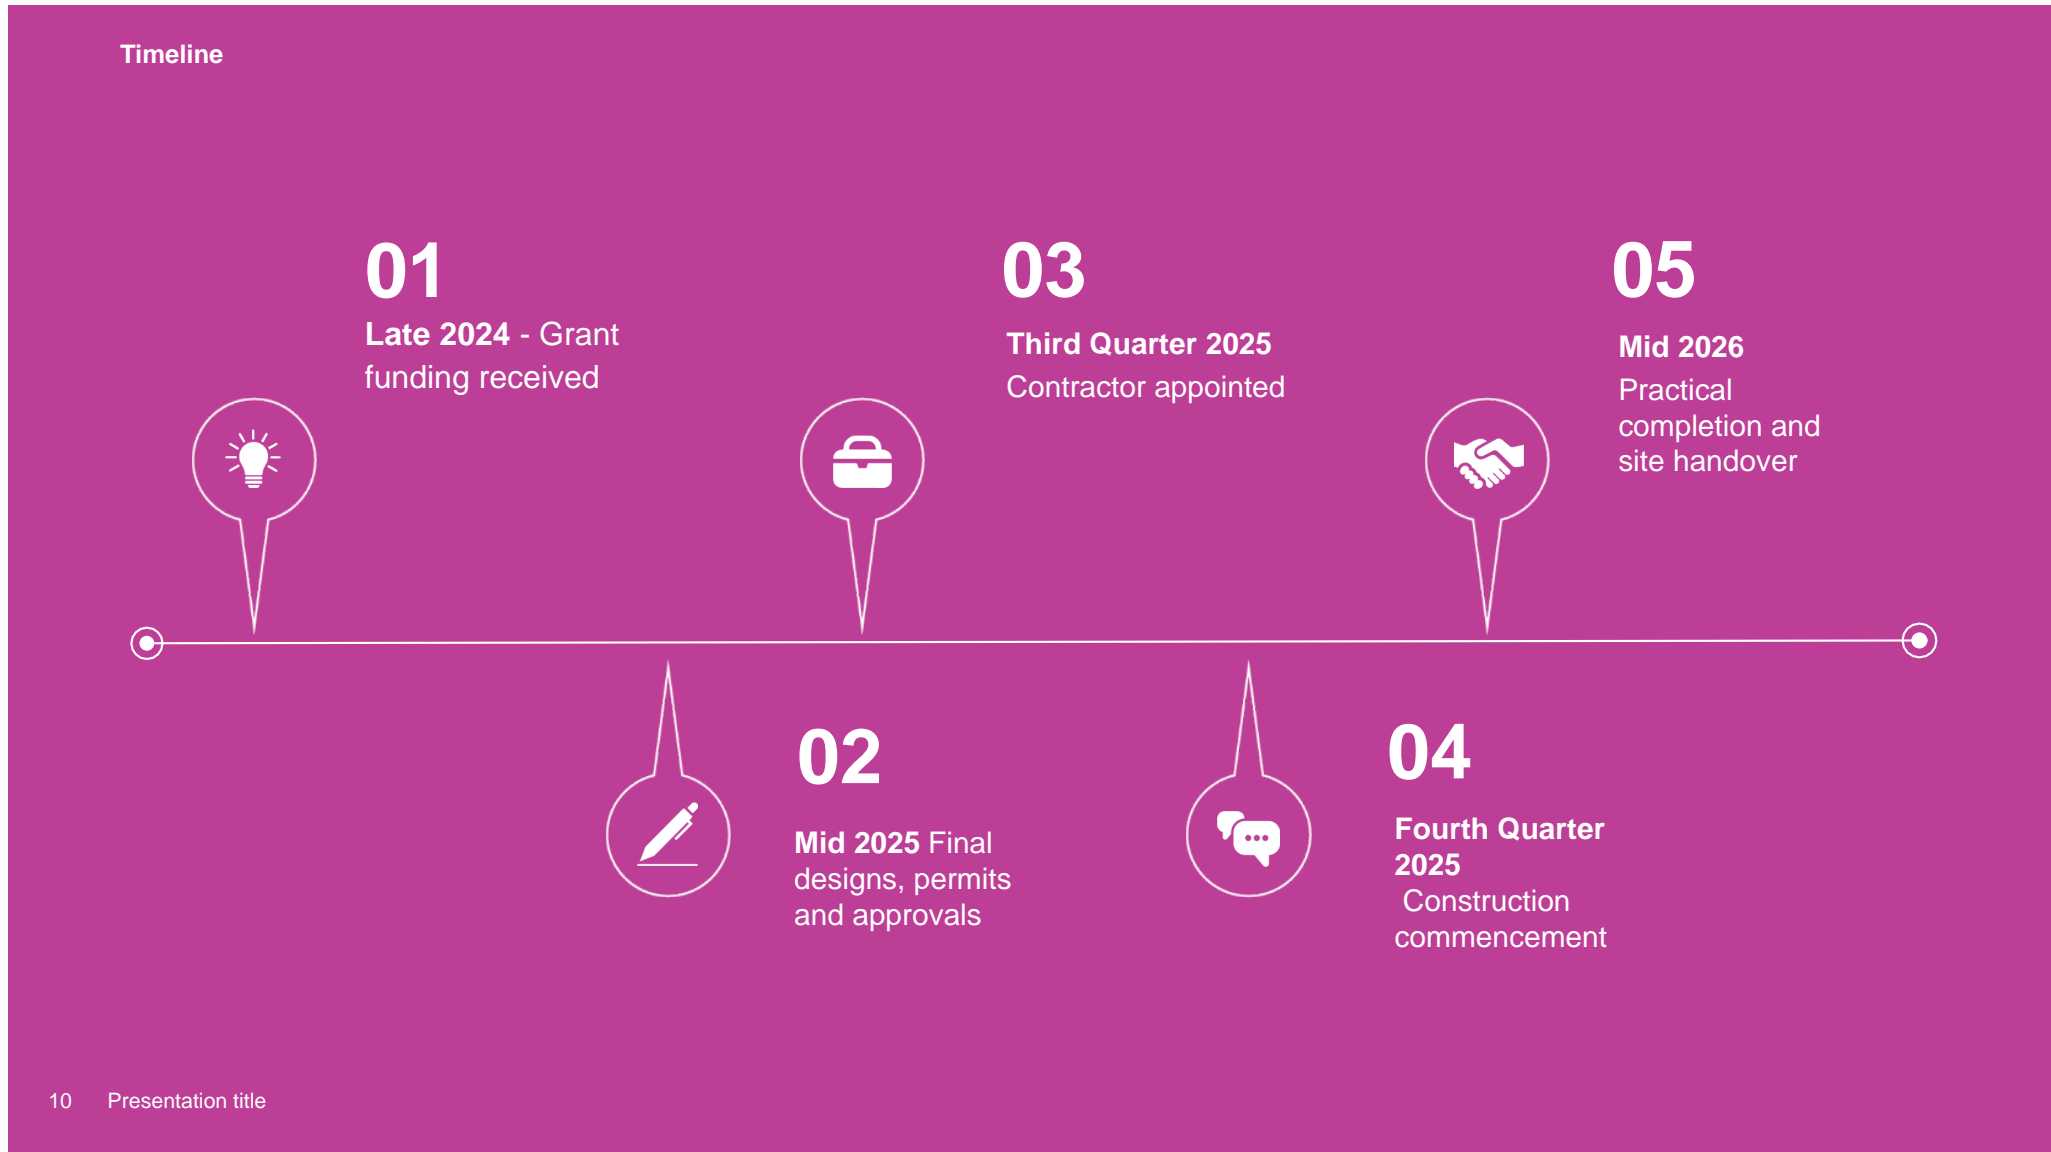 Timeline
01
Late 2024 - Grant
funding received
03
Third Quarter 2025
Contractor appointed
05
Mid 2026
Practical
completion and
site handover
02
Mid 2025 Final
designs, permits
and approvals
04
Fourth Quarter
2025
Construction
commencement
10 Presentation title